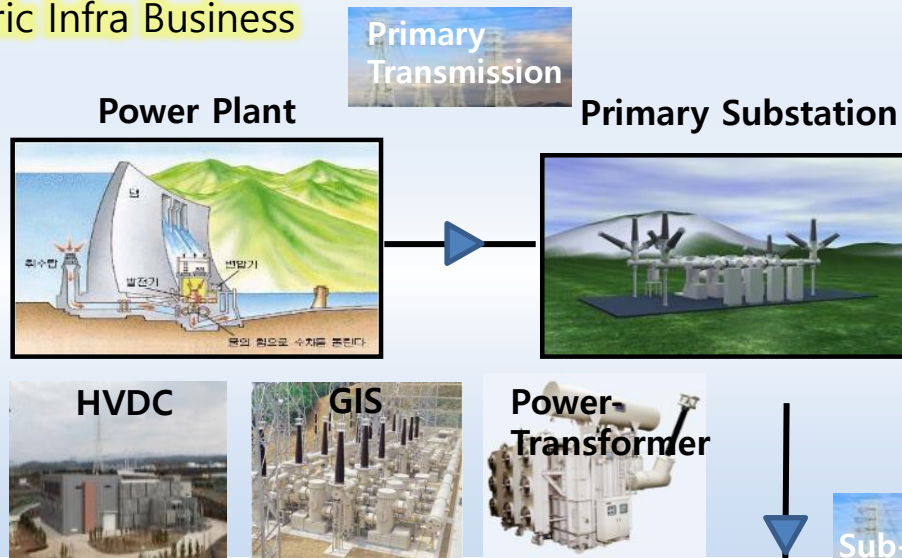 ric Infra Business
Primary
Transmission
Power Plant
Primary Substation
댐
취수탑
발전기
변압기
물의 힘으로 수차를 돌린다
HVDC
GIS
Power-
Transformer
Sub-